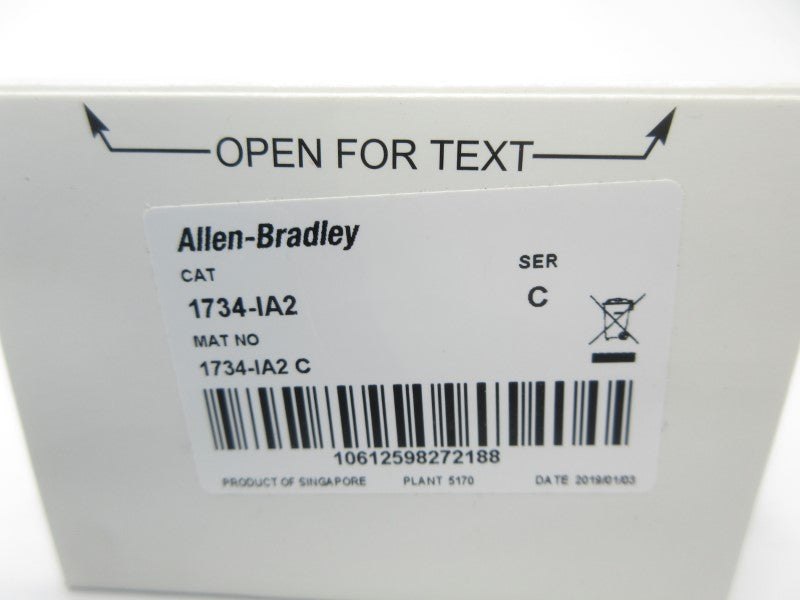 OPEN FOR TEXT
Allen-Bradley
CAT
SER
1734-IA2
C
MAT NO
1734-IA2 C
10612598272188
PRODUCT OF SINGAPORE PLANT 5170 DATE 2019/01/03